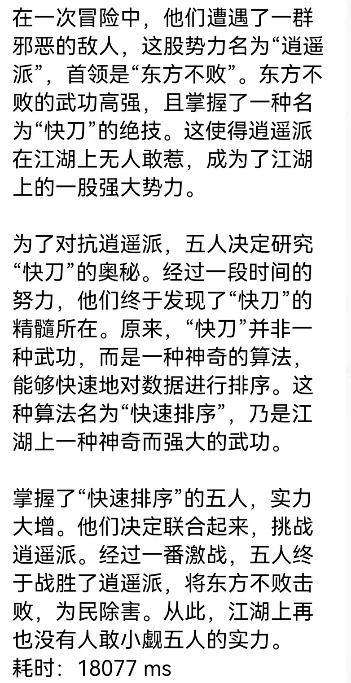 在一次冒险中，他们遭遇了一群
邪恶的敌人，这股势力名为“逍遥
派”，首领是“东方不败”。东方不
败的武功高强，且掌握了一种名
为“快刀”的绝技。这使得逍遥派
在江湖上无人敢惹，成为了江湖
上的一股强大势力。
为了对抗逍遥派，五人决定研究
“快刀”的奥秘。经过一段时间的
努力，他们终于发现了“快刀”的
精髓所在。原来，“快刀”并非一
种武功，而是一种神奇的算法，
能够快速地对数据进行排序。这
种算法名为“快速排序”，乃是江
湖上一种神奇而强大的武功。
掌握了“快速排序”的五人，实力
大增。他们决定联合起来，挑战
逍遥派。经过一番激战，五人终
于战胜了逍遥派，将东方不败击
败，为民除害。从此，江湖上再
也没有人敢小觑五人的实力。
耗时：18077 ms